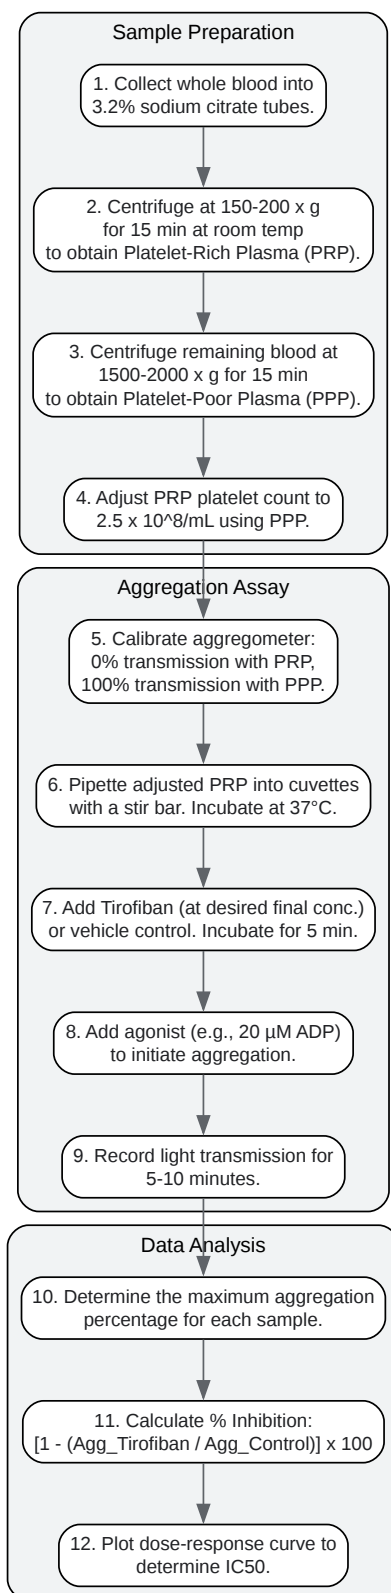 Sample Preparation
1. Collect whole blood into
3.2% sodium citrate tubes.
2. Centrifuge at 150-200 x g
for 15 min at room temp
to obtain Platelet-Rich Plasma (PRP).
3. Centrifuge remaining blood at
1500-2000 x g for 15 min
to obtain Platelet-Poor Plasma (PPP).
4. Adjust PRP platelet count to
2.5 x 10^8/mL using PPP.
Aggregation Assay
5. Calibrate aggregometer:
0% transmission with PRP,
100% transmission with PPP.
6. Pipette adjusted PRP into cuvettes
with a stir bar. Incubate at 37°C.
7. Add Tirofiban (at desired final conc.)
or vehicle control. Incubate for 5 min.
8. Add agonist (e.g., 20 µM ADP)
to initiate aggregation.
9. Record light transmission for
5-10 minutes.
Data Analysis
10. Determine the maximum aggregation
percentage for each sample.
11. Calculate % Inhibition:
[1 - (Agg_Tirofiban / Agg_Control)] x 100
12. Plot dose-response curve to
determine IC50.